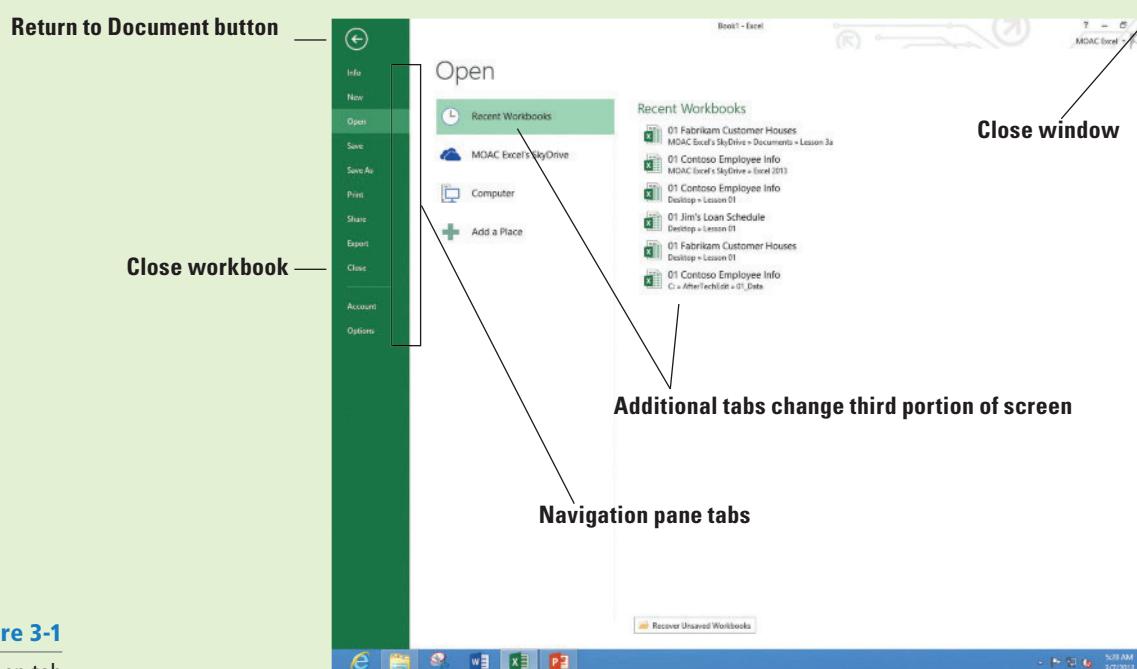 Return to Document button
Book1 - Excel
?
MOAC Excel
Info
New
Open
Save
Save As
Print
Share
Export
Close
Account
Options
Open
Recent Workbooks
MOAC Excel's SkyDrive
Computer
Add a Place
Recent Workbooks
01 Fabrikam Customer Houses
MOAC Excel's SkyDrive » Documents » Lesson 3a
01 Contoso Employee Info
MOAC Excel's SkyDrive » Excel 2013
01 Contoso Employee Info
Desktop » Lesson 01
01 Jim's Loan Schedule
Desktop » Lesson 01
01 Fabrikam Customer Houses
Desktop » Lesson 01
01 Contoso Employee Info
C: » AfterTechEdit » 01_Data
Close window
Close workbook
Additional tabs change third portion of screen
Navigation pane tabs
Recover Unsaved Workbooks
re 3-1
tab